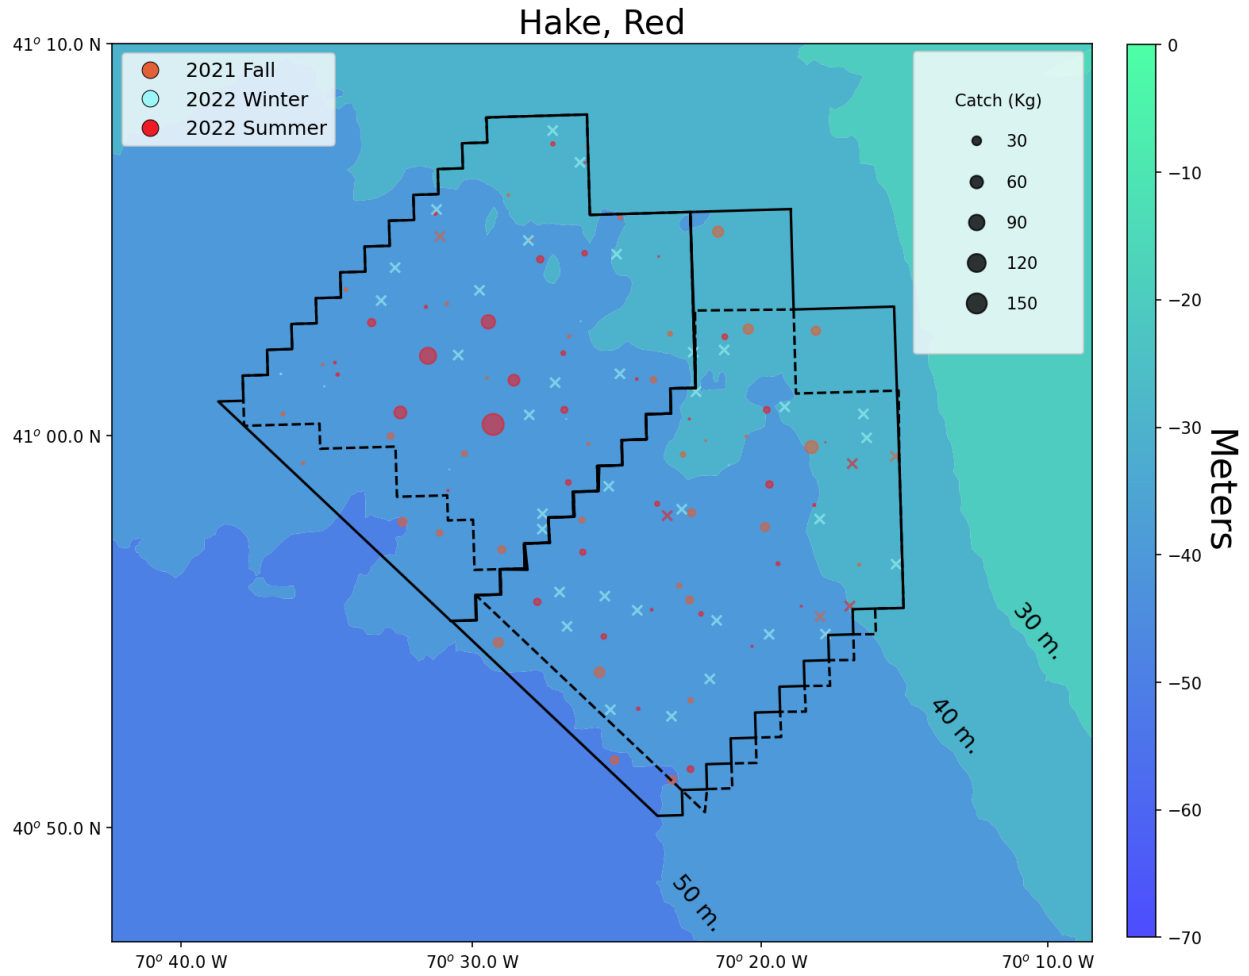 Hake, Red
41° 10.0 N
41° 00.0 N
40° 50.0 N
2021 Fall
2022 Winter
2022 Summer
Catch (Kg)
30
60
90
120
150
30 m.
40 m.
50 m.
70° 40.0 W
70° 30.0 W
70° 20.0 W
70° 10.0 W
0
−10
−20
−30
−40
−50
−60
−70
Meters